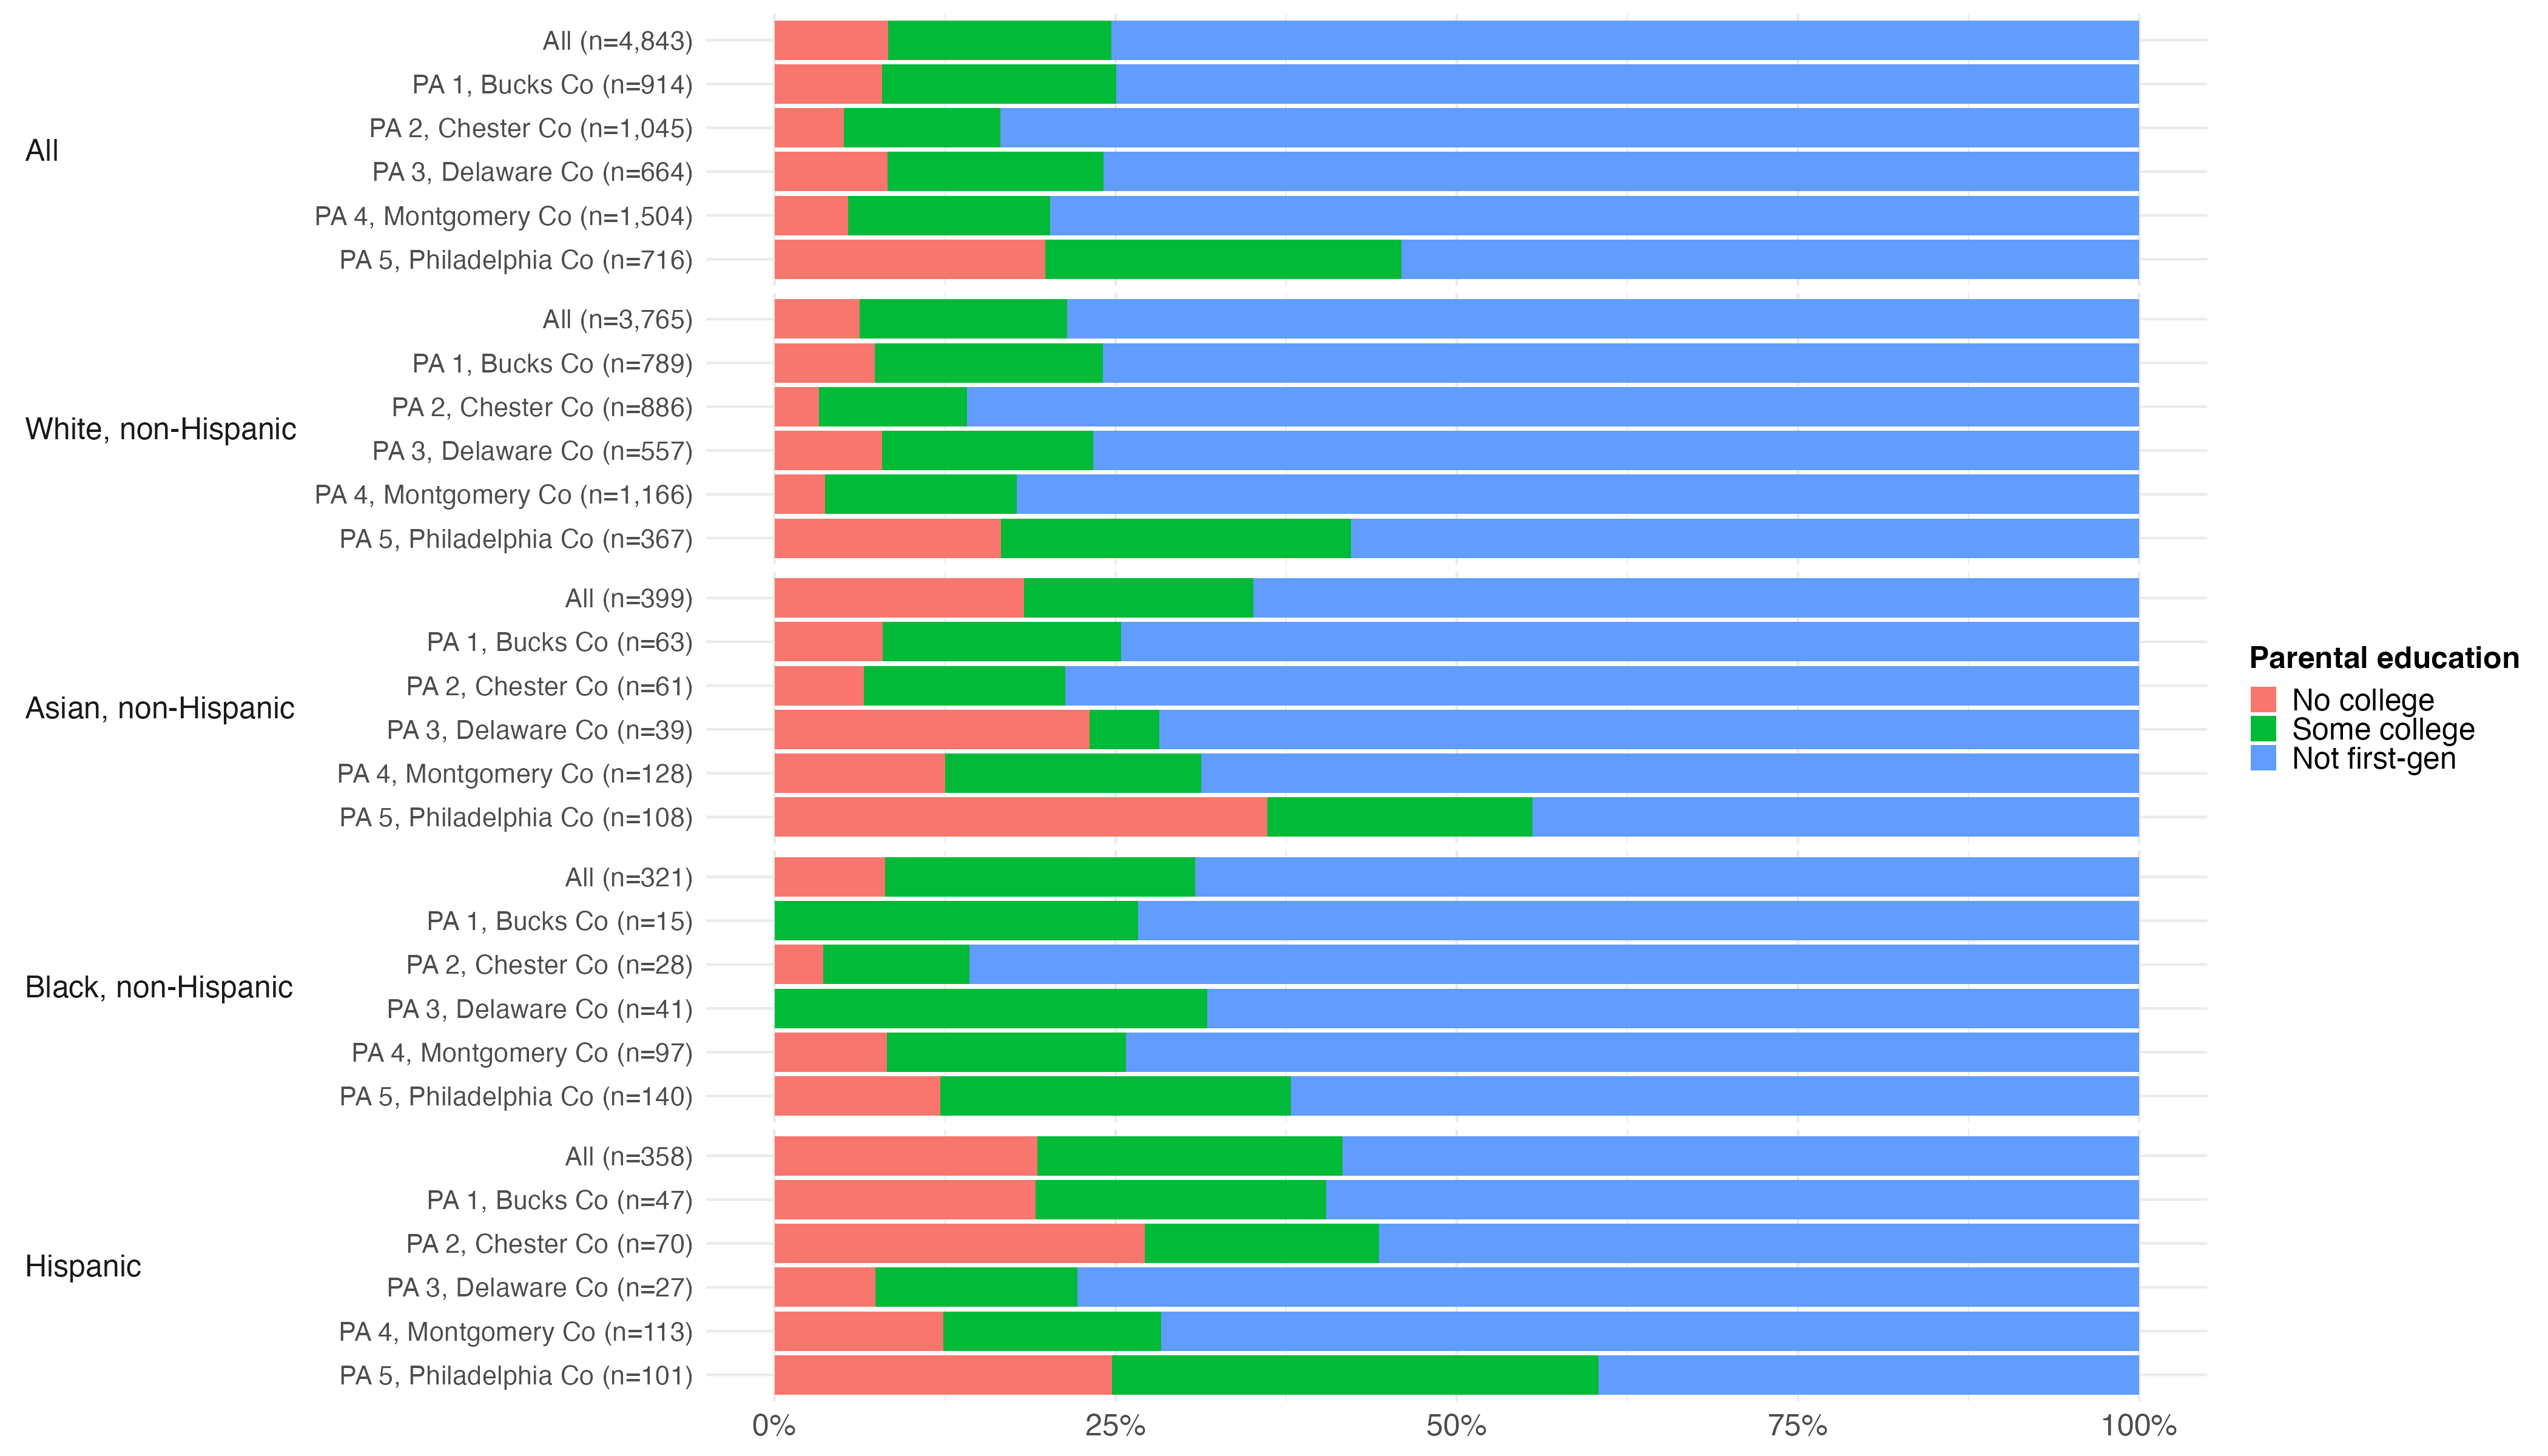 All
All (n=4,843)
PA 1, Bucks Co (n=914)
PA 2, Chester Co (n=1,045)
PA 3, Delaware Co (n=664)
PA 4, Montgomery Co (n=1,504)
PA 5, Philadelphia Co (n=716)
White, non-Hispanic
All (n=3,765)
PA 1, Bucks Co (n=789)
PA 2, Chester Co (n=886)
PA 3, Delaware Co (n=557)
PA 4, Montgomery Co (n=1,166)
PA 5, Philadelphia Co (n=367)
Asian, non-Hispanic
All (n=399)
PA 1, Bucks Co (n=63)
PA 2, Chester Co (n=61)
PA 3, Delaware Co (n=39)
PA 4, Montgomery Co (n=128)
PA 5, Philadelphia Co (n=108)
Black, non-Hispanic
All (n=321)
PA 1, Bucks Co (n=15)
PA 2, Chester Co (n=28)
PA 3, Delaware Co (n=41)
PA 4, Montgomery Co (n=97)
PA 5, Philadelphia Co (n=140)
Hispanic
All (n=358)
PA 1, Bucks Co (n=47)
PA 2, Chester Co (n=70)
PA 3, Delaware Co (n=27)
PA 4, Montgomery Co (n=113)
PA 5, Philadelphia Co (n=101)
0% 25% 50% 75% 100%
Parental education
No college
Some college
Not first-gen